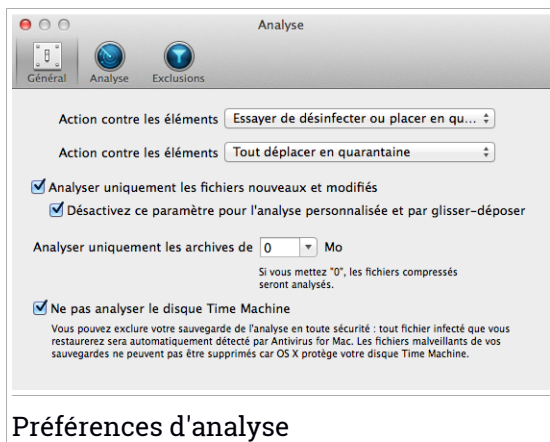 Analyse
Général Analyse Exclusions
Action contre les éléments Essayer de désinfecter ou placer en qu...
Action contre les éléments Tout déplacer en quarantaine
Analyser uniquement les fichiers nouveaux et modifiés
Désactivez ce paramètre pour l'analyse personnalisée et par glisser-déposer
Analyser uniquement les archives de 0 Mo
Si vous mettez "0", les fichiers compressés
seront analysés.
Ne pas analyser le disque Time Machine
Vous pouvez exclure votre sauvegarde de l'analyse en toute sécurité : tout fichier infecté que vous
restaurerez sera automatiquement détecté par Antivirus for Mac. Les fichiers malveillants de vos
sauvegardes ne peuvent pas être supprimés car OS X protège votre disque Time Machine.
Préférences d'analyse